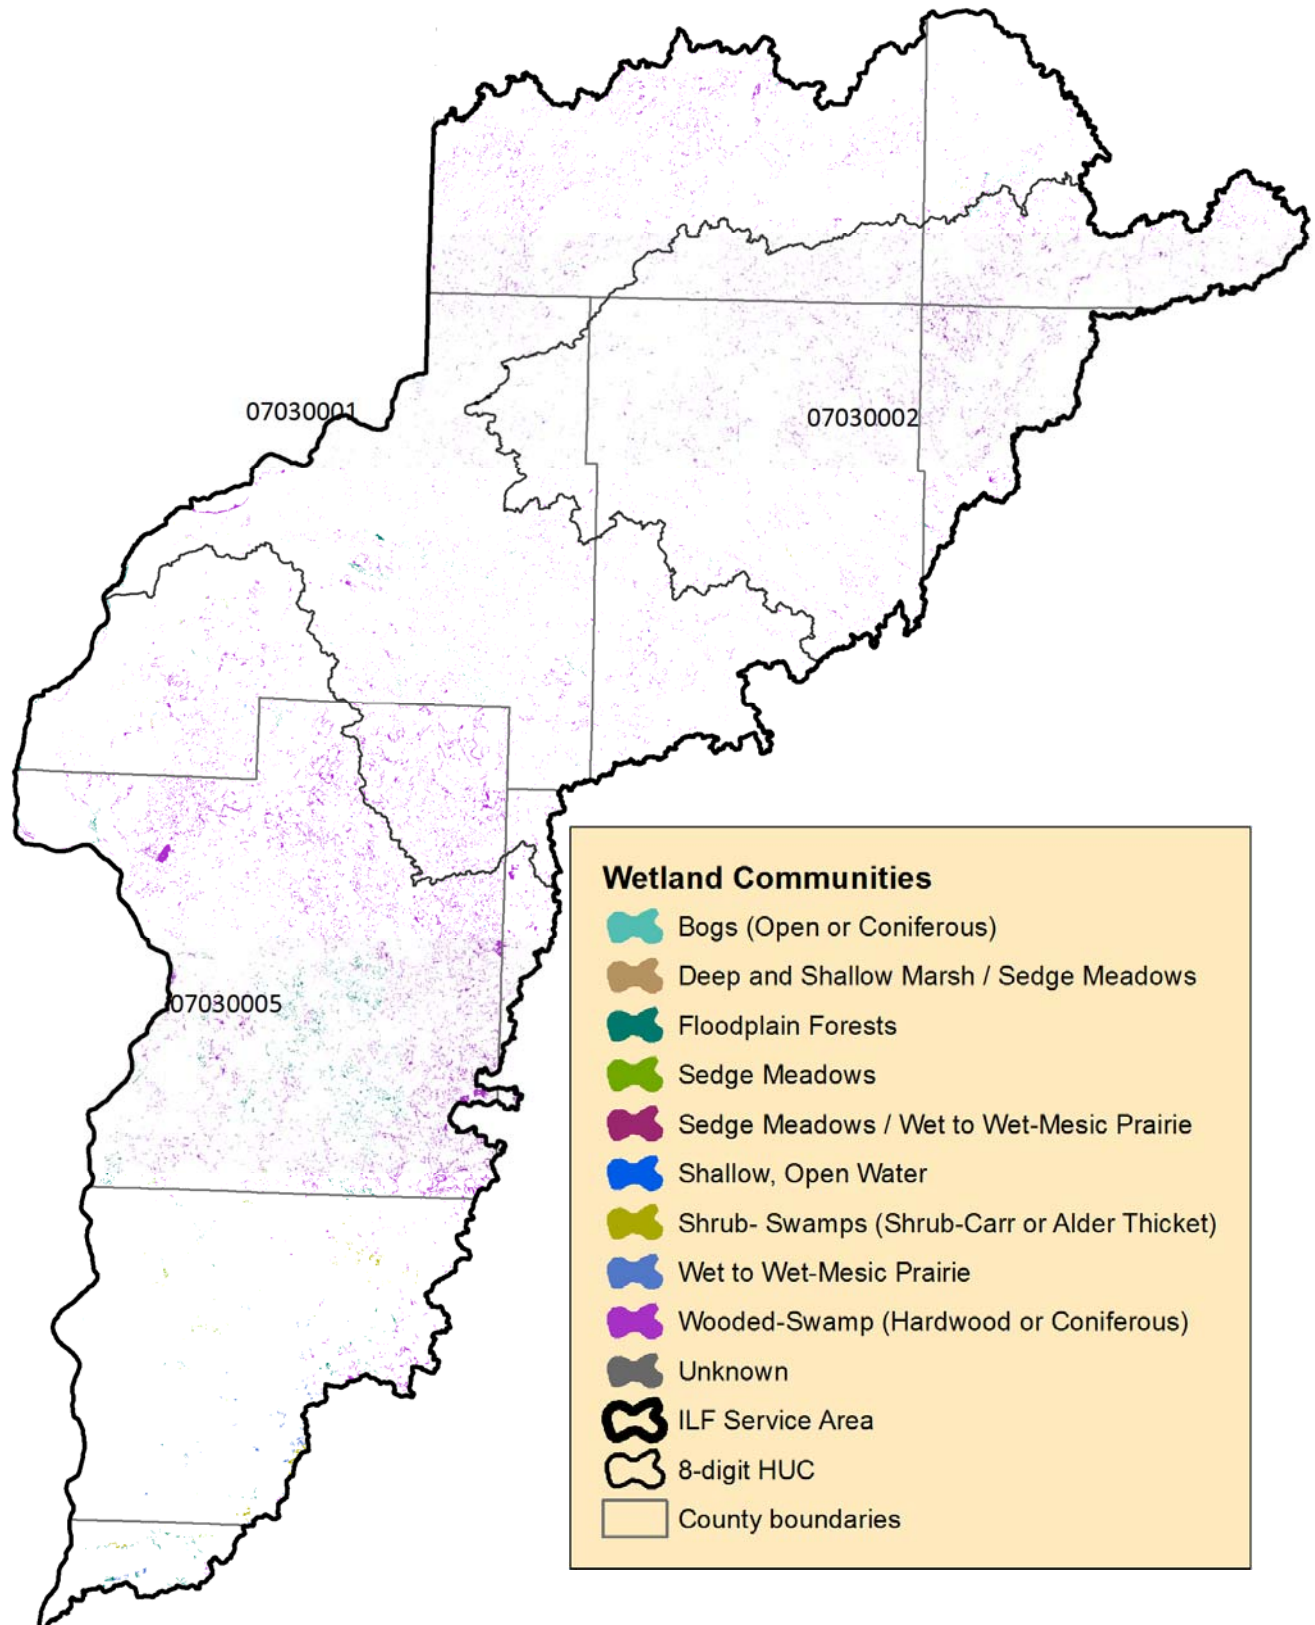 07030001
07030002
07030005
Wetland Communities
Bogs (Open or Coniferous)
Deep and Shallow Marsh / Sedge Meadows
Floodplain Forests
Sedge Meadows
Sedge Meadows / Wet to Wet-Mesic Prairie
Shallow, Open Water
Shrub- Swamps (Shrub-Carr or Alder Thicket)
Wet to Wet-Mesic Prairie
Wooded-Swamp (Hardwood or Coniferous)
Unknown
ILF Service Area
8-digit HUC
County boundaries